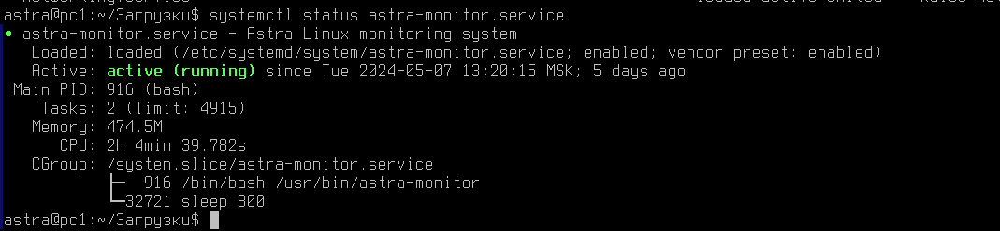 astra@pc1:~/Загрузки$ systemctl status astra-monitor.service
● astra-monitor.service - Astra Linux monitoring system
Loaded: loaded (/etc/systemd/system/astra-monitor.service; enabled; vendor preset: enabled)
Active: active (running) since Tue 2024-05-07 13:20:15 MSK; 5 days ago
Main PID: 916 (bash)
Tasks: 2 (limit: 4915)
Memory: 474.5M
CPU: 2h 4min 39.782s
CGroup: /system.slice/astra-monitor.service
├─ 916 /bin/bash /usr/bin/astra-monitor
└─32721 sleep 800
astra@pc1:~/Загрузки$